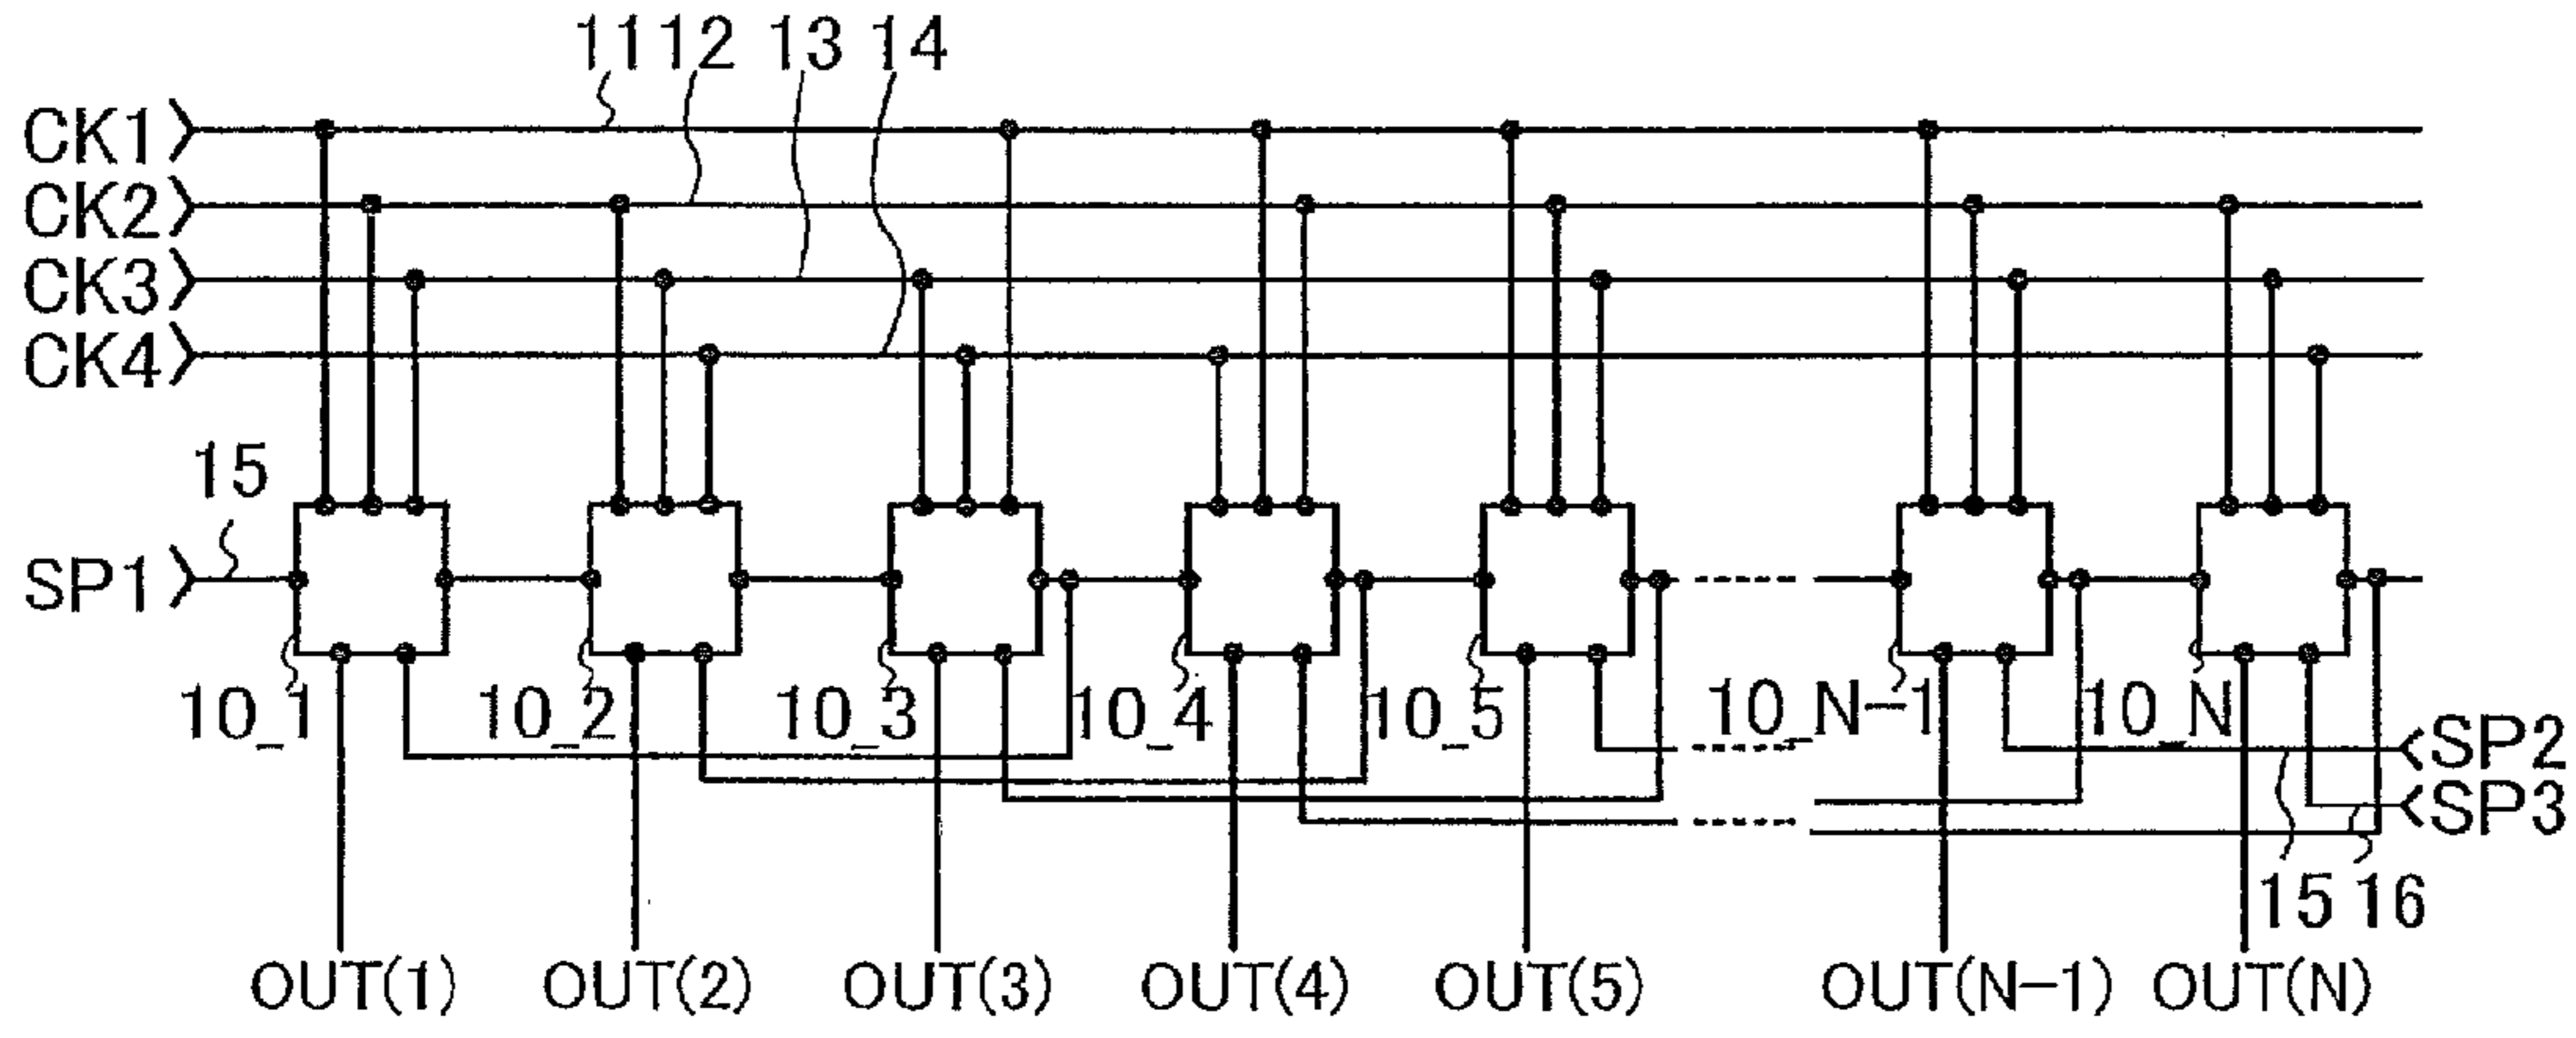 11 12 13 14
CK1
CK2
CK3
CK4
15
SP1
10_1 10_2 10_3 10_4 10_5 10_N-1 10_N
SP2
SP3
15 16
OUT(1) OUT(2) OUT(3) OUT(4) OUT(5) OUT(N-1) OUT(N)